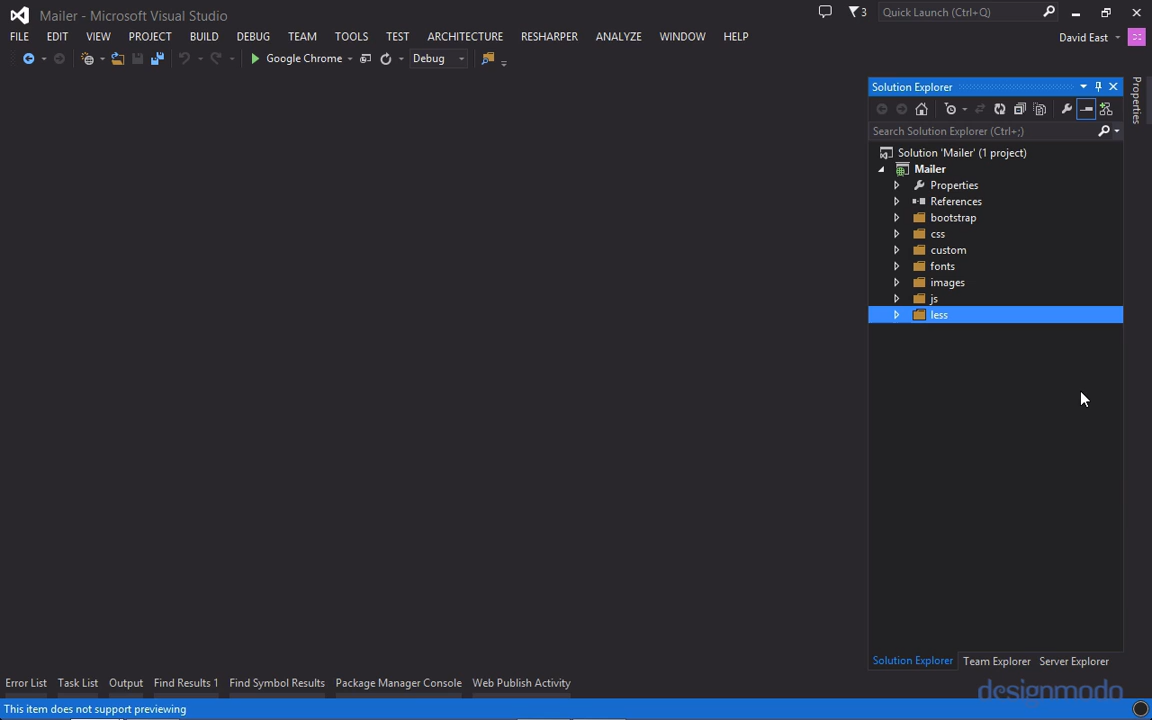 Mailer - Microsoft Visual Studio
3
Quick Launch (Ctrl+Q)
FILE EDIT VIEW PROJECT BUILD DEBUG TEAM TOOLS TEST ARCHITECTURE RESHARPER ANALYZE WINDOW HELP
David East
Google Chrome
Debug
Solution Explorer
Properties
Search Solution Explorer (Ctrl+;)
Solution 'Mailer' (1 project)
Mailer
Properties
References
bootstrap
css
custom
fonts
images
js
less
Solution Explorer Team Explorer Server Explorer
Error List Task List Output Find Results 1 Find Symbol Results Package Manager Console Web Publish Activity
designmodo
This item does not support previewing